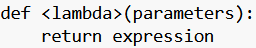 def <lambda>(parameters):
    return expression